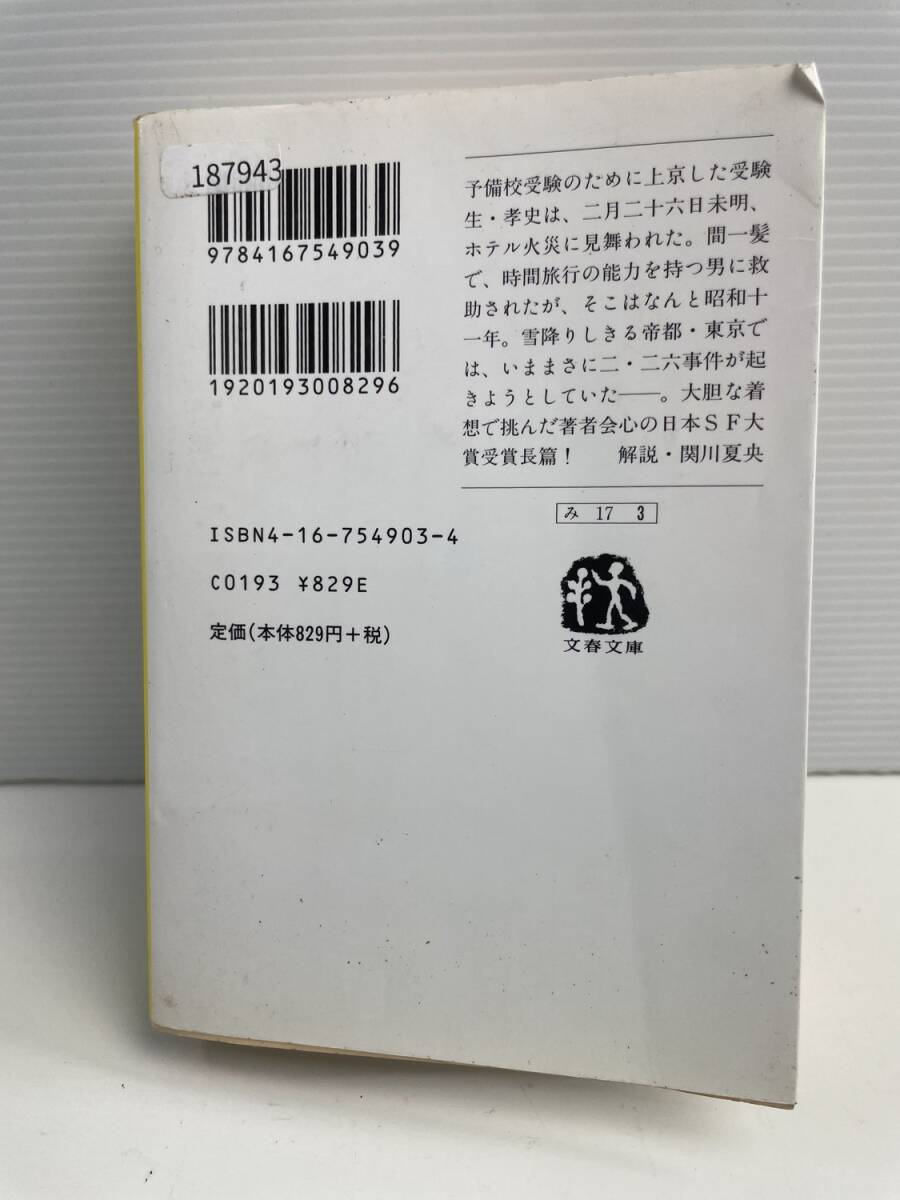 187943
9784167549039
1920193008296
予備校受験のために上京した受験
生・孝史は、二月二十六日未明、
ホテル火災に見舞われた。間一髪
で、時間旅行の能力を持つ男に救
助されたが、そこはなんと昭和十
一年。雪降りしきる帝都・東京で
は、いままさに二・二六事件が起
きようとしていた――。大胆な着
想で挑んだ著者会心の日本ＳＦ大
賞受賞長篇！　解説・関川夏央
み 17 3
ISBN4-16-754903-4
C0193 ¥829E
定価(本体829円＋税)
文春文庫